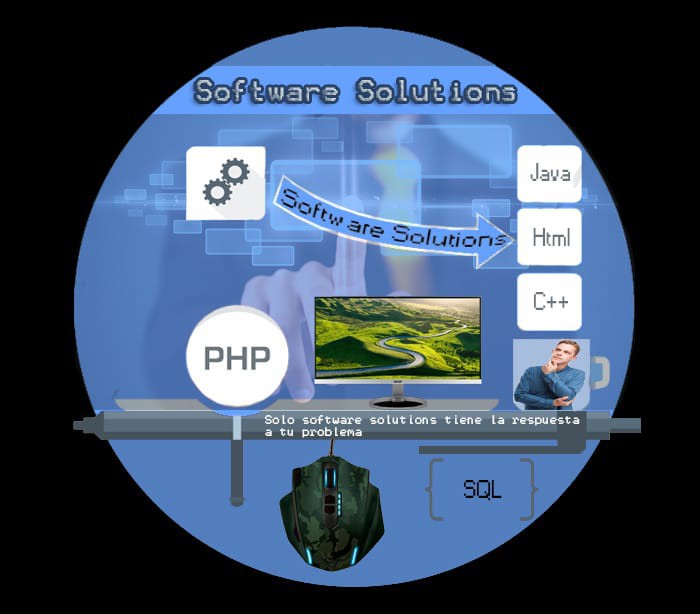 Software Solutions
Java
Software Solutions
Html
C++
PHP
Solo software solutions tiene la respuesta
a tu problema
SQL